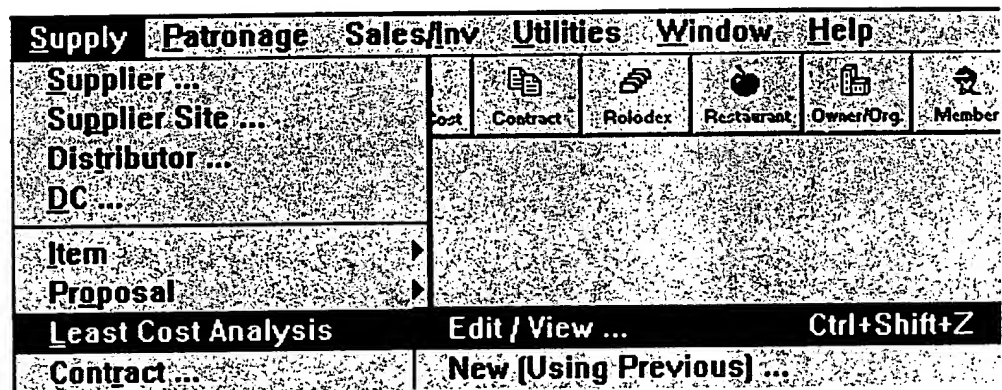 Supply Patronage Sales/Inv Utilities Window Help
Supplier ...
Supplier Site ...
Distributor ...
DC ...
Item
Proposal
Least Cost Analysis
Contract ...
Cost Contract Rolodex Restaurant Owner/Org. Member
Edit / View ... Ctrl+Shift+Z
New (Using Previous) ...